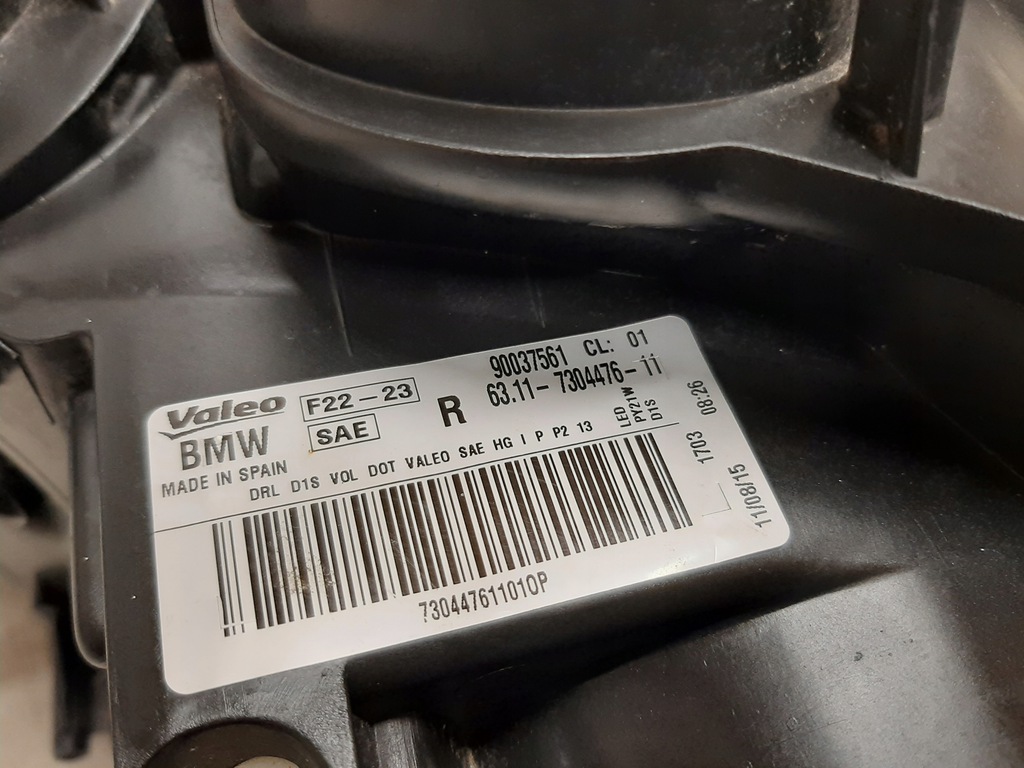 Valeo F22-23 90037561 CL: 01
BMW SAE R 63.11-7304476-11
MADE IN SPAIN
DRL D1S VOL DOT VALEO SAE HG I P P2 13
LED
PY21W
D1S
730447611010P
11/08/15 1703 08:26